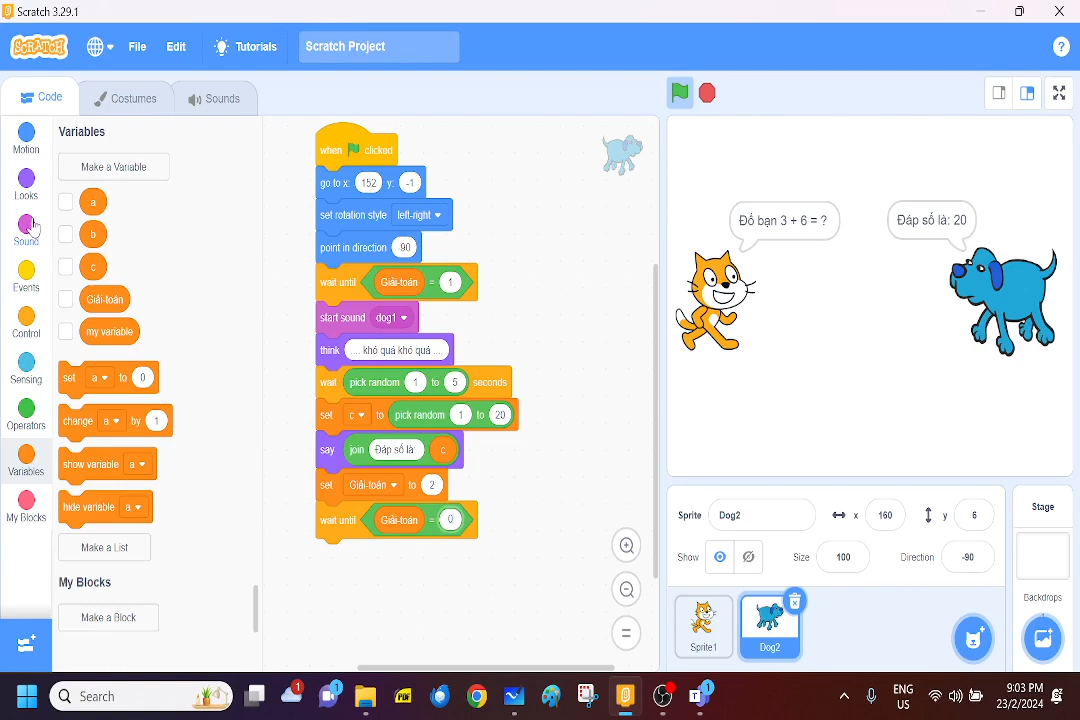 Scratch 3.29.1
SCRATCH
File
Edit
Tutorials
Scratch Project
?
Code
Costumes
Sounds
Motion
Looks
Sound
Events
Control
Sensing
Operators
Variables
My Blocks
Variables
Make a Variable
a
b
c
Giải-toán
my variable
set a to 0
change a by 1
show variable a
hide variable a
Make a List
My Blocks
Make a Block
when clicked
go to x: 152 y: -1
set rotation style left-right
point in direction -90
wait until Giải-toán = 1
start sound dog1
think .... khó quá khó quá ....
wait pick random 1 to 5 seconds
set c to pick random 1 to 20
say join Đáp số là: c
set Giải-toán to 2
wait until Giải-toán = 0
Đố bạn 3 + 6 = ?
Đáp số là: 20
Sprite Dog2 x 160 y 6
Show Size 100 Direction -90
Sprite1
Dog2
Stage
Backdrops
1
Search
1
1
PDF
1
ENG
US
9:03 PM
23/2/2024